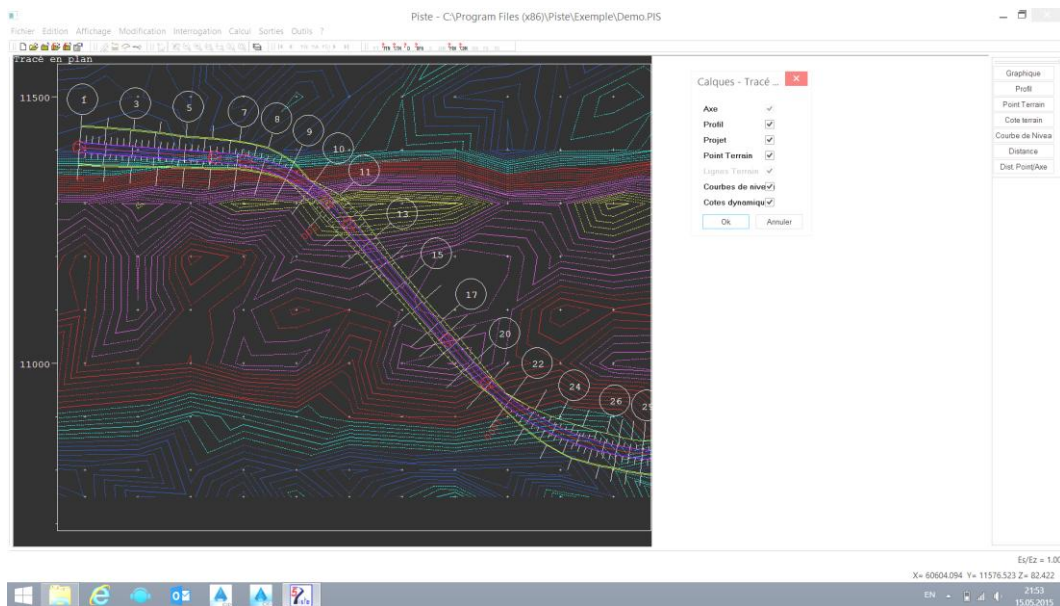 Piste - C:\Program Files (x86)\Piste\Exemple\Demo.PIS
Fichier Edition Affichage Modification Interrogation Calcul Sorties Outils ?
Tracé en plan
11500
11000
1
3
5
7
8
9
10
11
13
15
17
20
22
24
26
29
Calques - Tracé ...
Axe
Profil
Projet
Point Terrain
Lignes Terrain
Courbes de nive
Cotes dynamiqu
Ok Annuler
Graphique
Profil
Point Terrain
Cote terrain
Courbe de Nivea
Distance
Dist. Point/Axe
Es/Ez = 1.00
X= 60604.094 Y= 11576.523 Z= 82.422
EN
21:53
15.05.2015